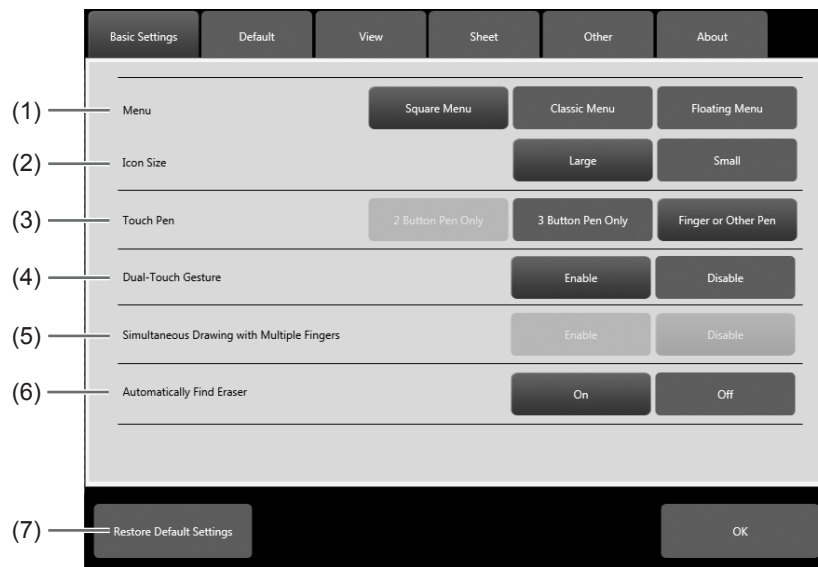 Basic Settings Default View Sheet Other About
(1) Menu Square Menu Classic Menu Floating Menu
(2) Icon Size Large Small
(3) Touch Pen 2 Button Pen Only 3 Button Pen Only Finger or Other Pen
(4) Dual-Touch Gesture Enable Disable
(5) Simultaneous Drawing with Multiple Fingers Enable Disable
(6) Automatically Find Eraser On Off
(7) Restore Default Settings OK